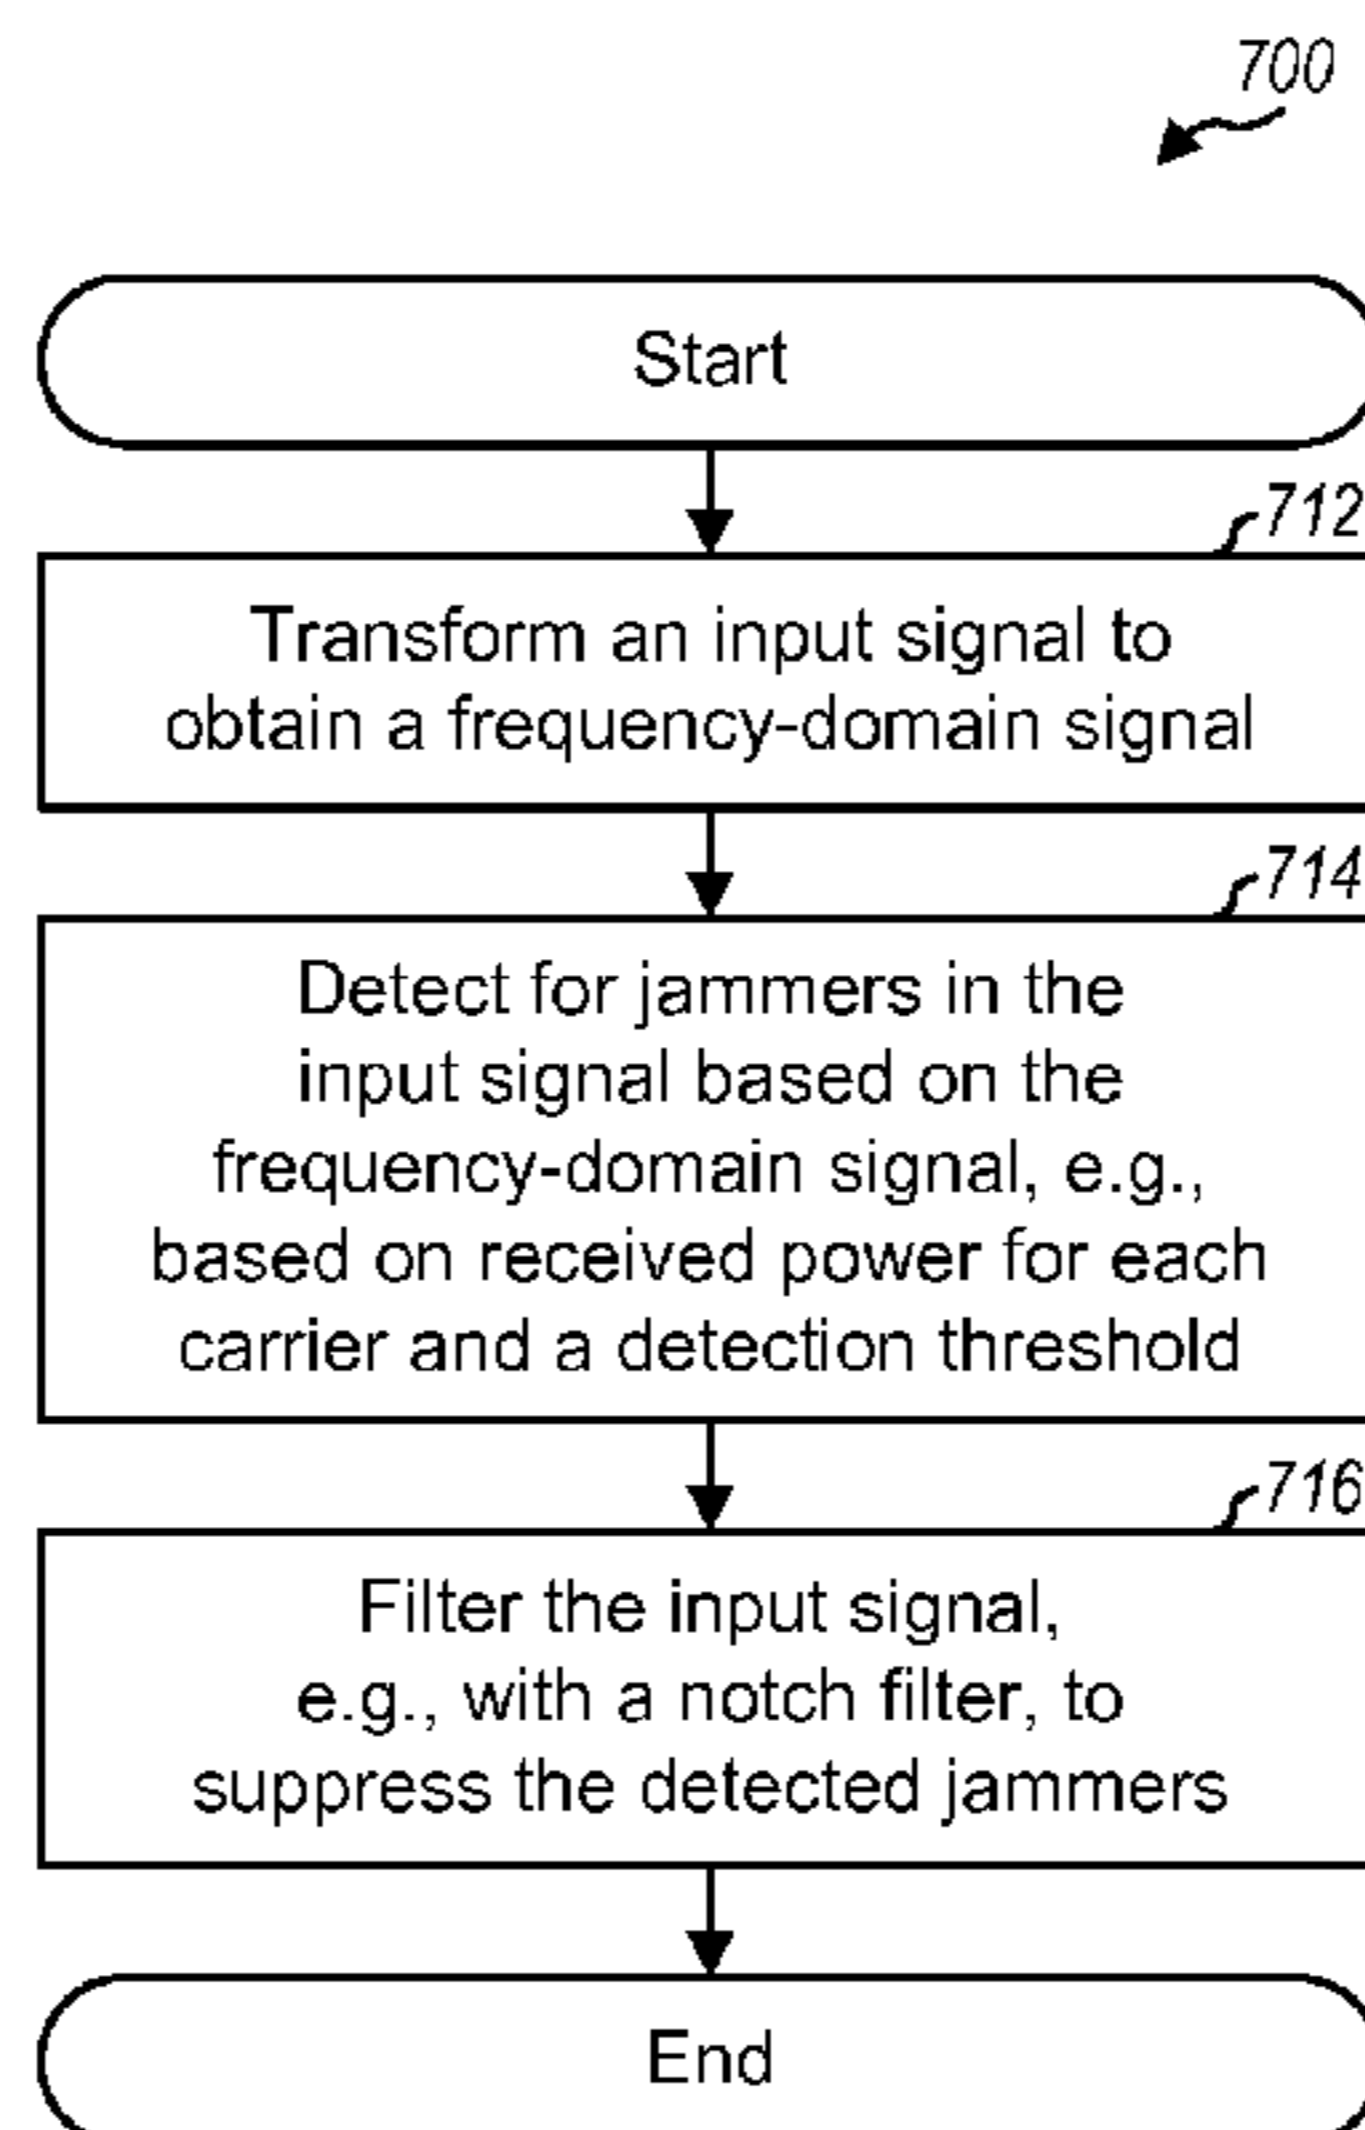 700
Start
712
Transform an input signal to
obtain a frequency-domain signal
714
Detect for jammers in the
input signal based on the
frequency-domain signal, e.g.,
based on received power for each
carrier and a detection threshold
716
Filter the input signal,
e.g., with a notch filter, to
suppress the detected jammers
End